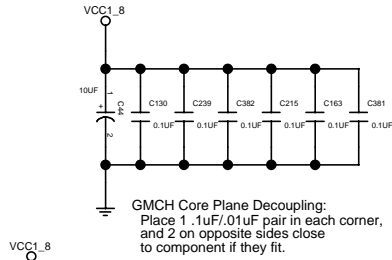 VCC1_8
10UF
1
+
C44
2
C130
0.1UF
C239
0.1UF
C382
0.1UF
C215
0.1UF
C163
0.1UF
C381
0.1U
GMCH Core Plane Decoupling:
Place 1 .1uF/.01uF pair in each corner,
and 2 on opposite sides close
to component if they fit.
VCC1_8